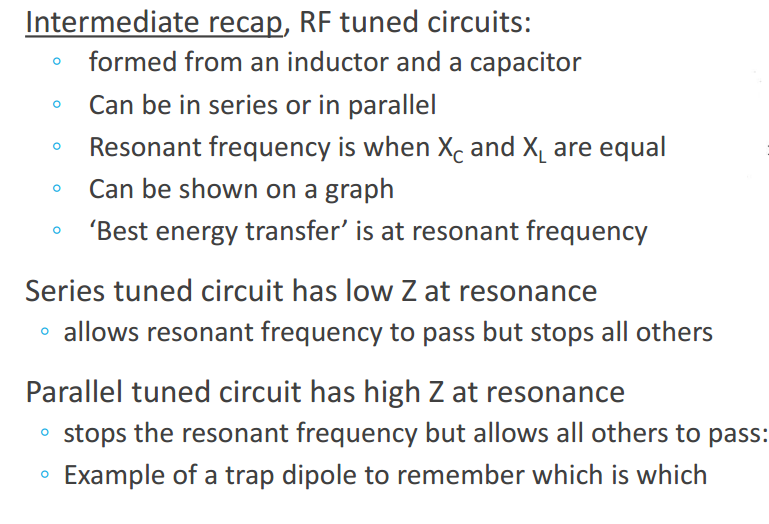 Intermediate recap, RF tuned circuits:
◦ formed from an inductor and a capacitor
◦ Can be in series or in parallel
◦ Resonant frequency is when XC and XL are equal
◦ Can be shown on a graph
◦ ‘Best energy transfer’ is at resonant frequency
Series tuned circuit has low Z at resonance
◦ allows resonant frequency to pass but stops all others
Parallel tuned circuit has high Z at resonance
◦ stops the resonant frequency but allows all others to pass:
◦ Example of a trap dipole to remember which is which